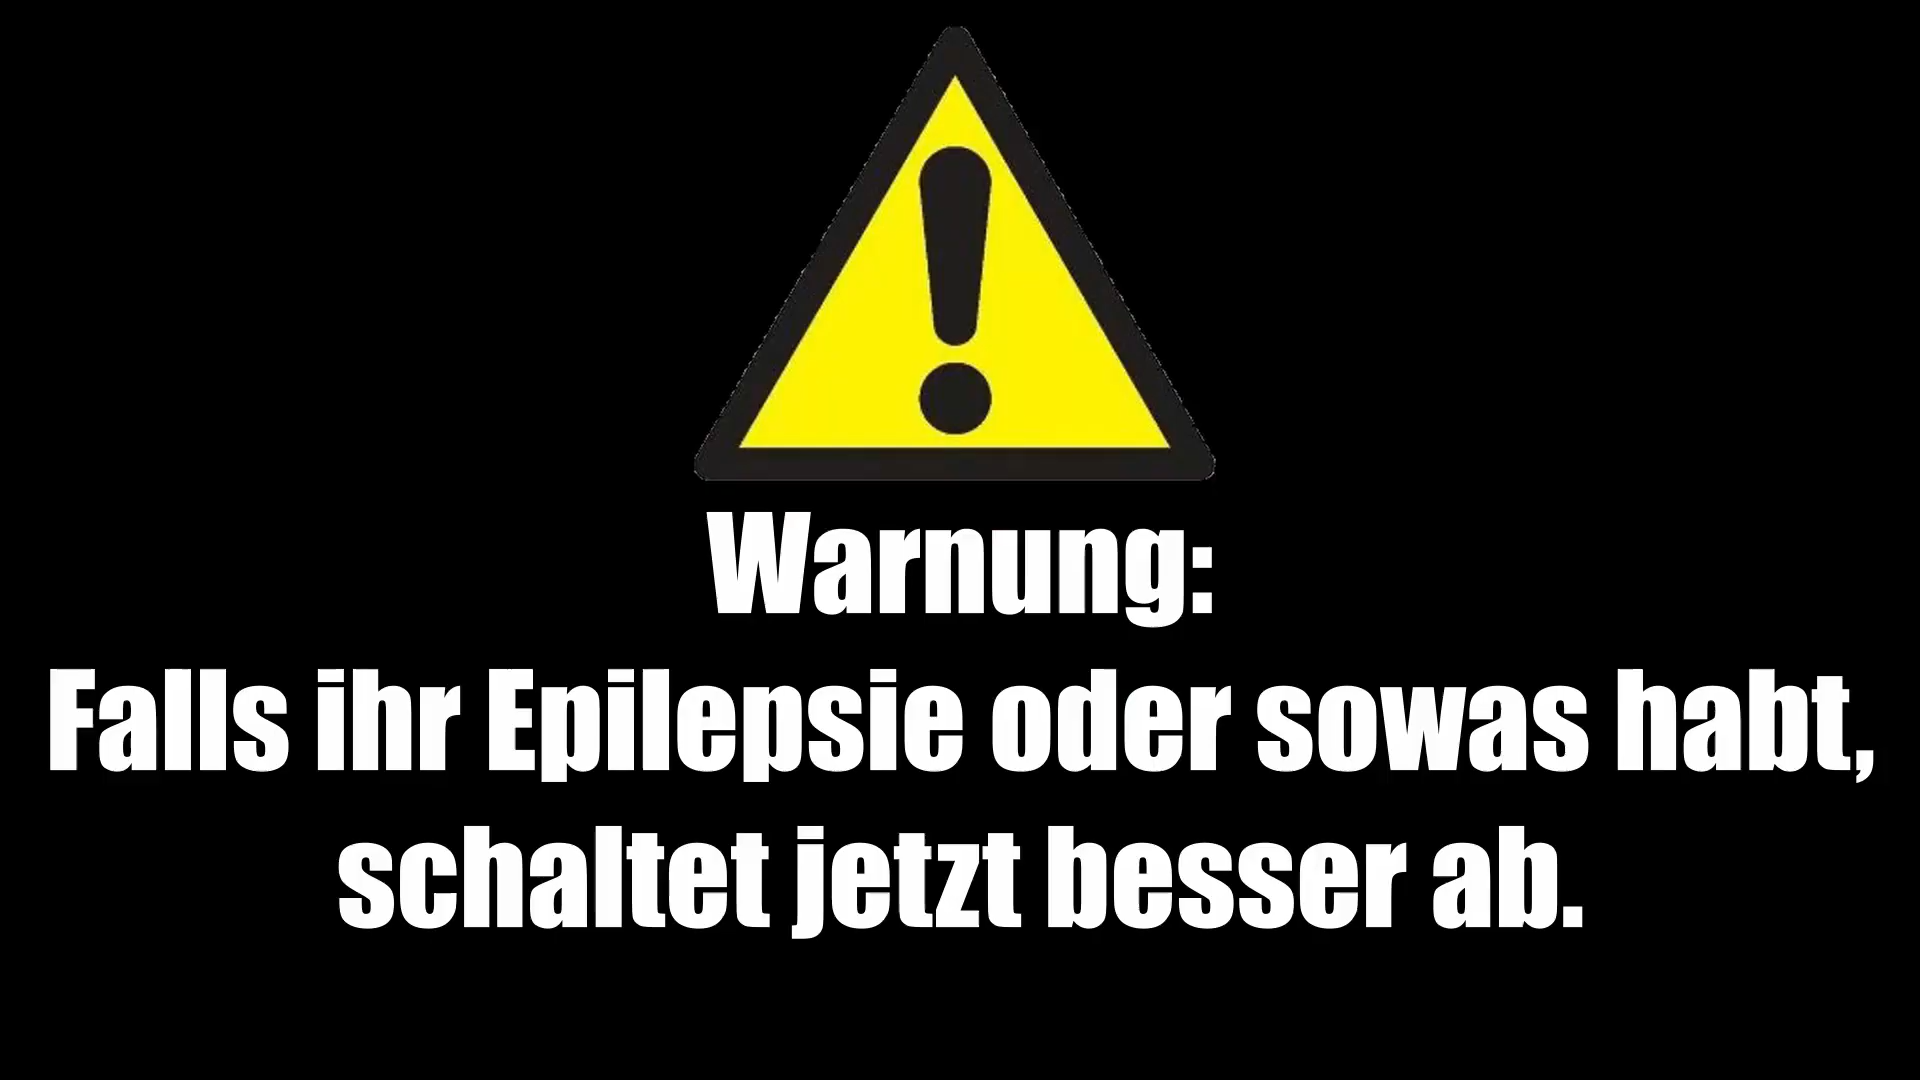 Warnung:
Falls ihr Epilepsie oder sowas habt,
schaltet jetzt besser ab.